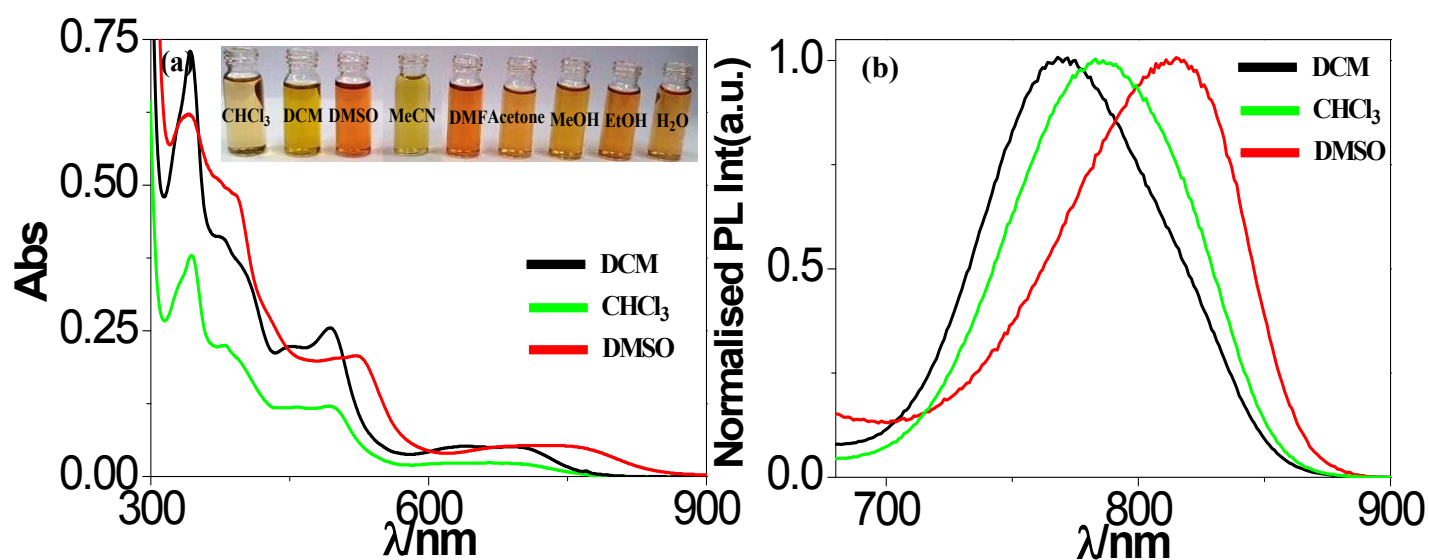 (a)
CHCl₃ DCM DMSO MeCN DMF Acetone MeOH EtOH H₂O
0.75
0.50
0.25
0.00
Abs
DCM
CHCl₃
DMSO
300 600 900
λ/nm
(b)
1.0
0.5
0.0
Normalised PL Int(a.u.)
DCM
CHCl₃
DMSO
700 800 900
λ/nm